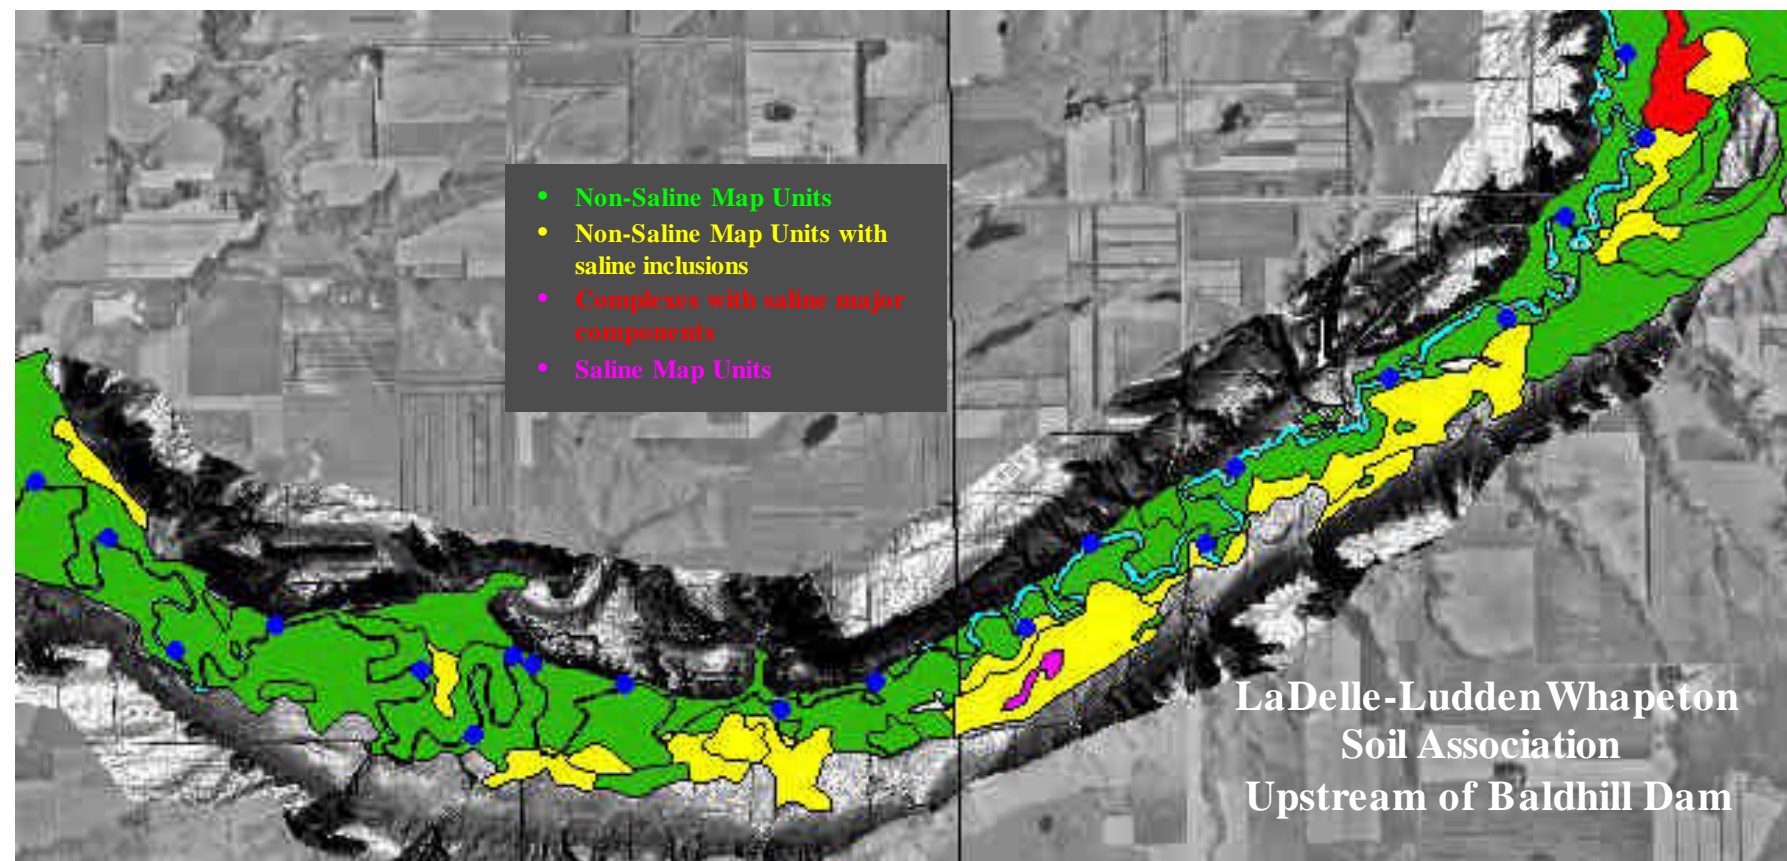 • Non-Saline Map Units
• Non-Saline Map Units with
saline inclusions
• Complexes with saline major
components
• Saline Map Units
LaDelle-Ludden Whapeton
Soil Association
Upstream of Baldhill Dam